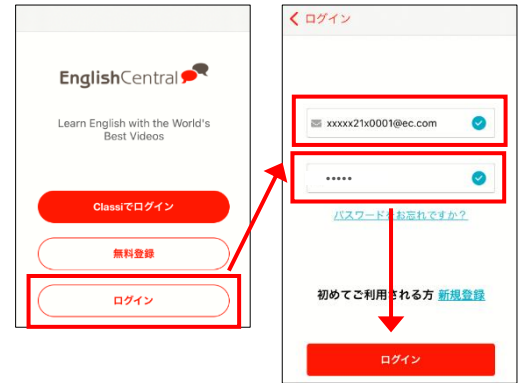 EnglishCentral
Learn English with the World's
Best Videos
Classiでログイン
無料登録
ログイン
ログイン
xxxxx21x0001@ec.com
•••••
パスワードをお忘れですか？
初めてご利用される方 新規登録
ログイン